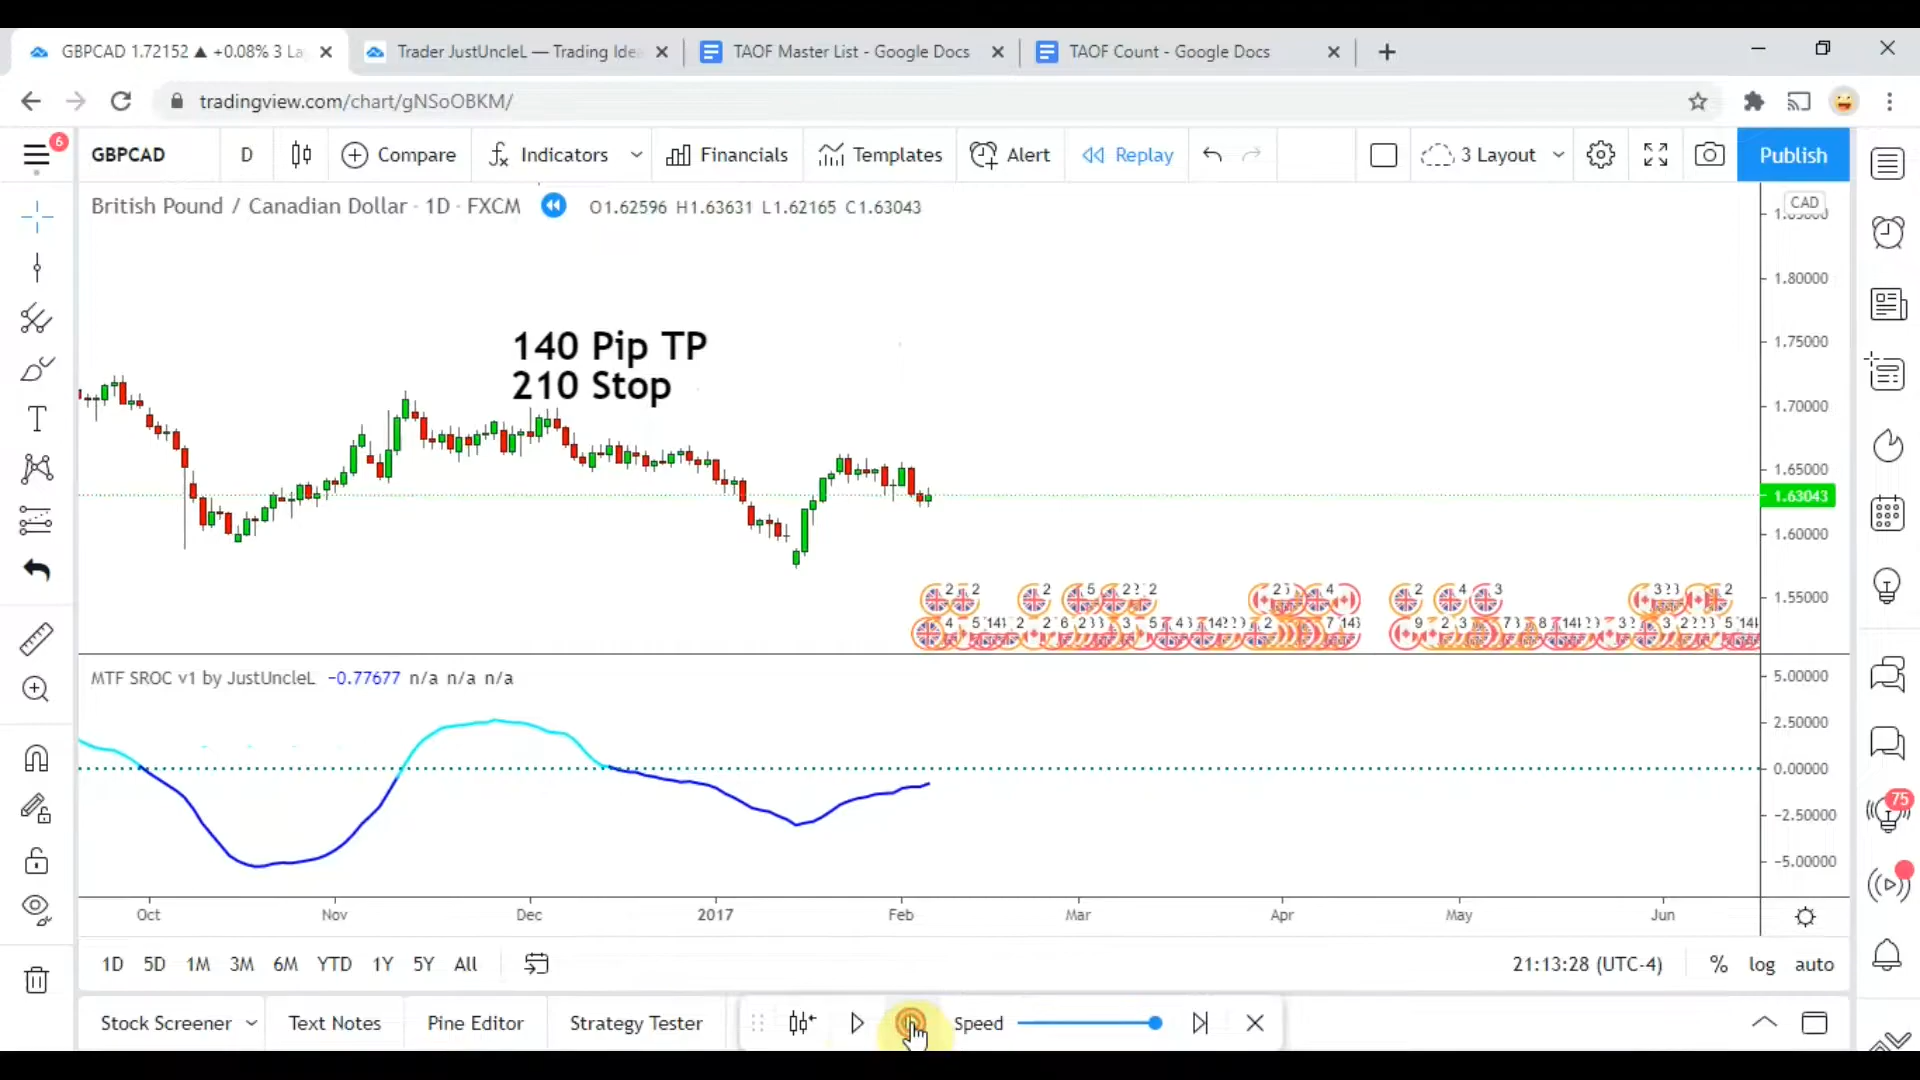 GBPCAD 1.72152 ▲ +0.08% 3 La
Trader JustUncleL — Trading Idea
TAOF Master List - Google Docs
TAOF Count - Google Docs
tradingview.com/chart/gNSoOBKM/
6
GBPCAD
D
Compare
Indicators
Financials
Templates
Alert
Replay
3 Layout
Publish
British Pound / Canadian Dollar · 1D · FXCM
O1.62596 H1.63631 L1.62165 C1.63043
CAD
1.80000
140 Pip TP
1.75000
210 Stop
1.70000
1.65000
1.63043
1.60000
1.55000
MTF SROC v1 by JustUncleL -0.77677 n/a n/a n/a
5.00000
2.50000
0.00000
-2.50000
-5.00000
75
Oct Nov Dec 2017 Feb Mar Apr May Jun
1D 5D 1M 3M 6M YTD 1Y 5Y All
21:13:28 (UTC-4)
% log auto
Stock Screener
Text Notes
Pine Editor
Strategy Tester
Speed